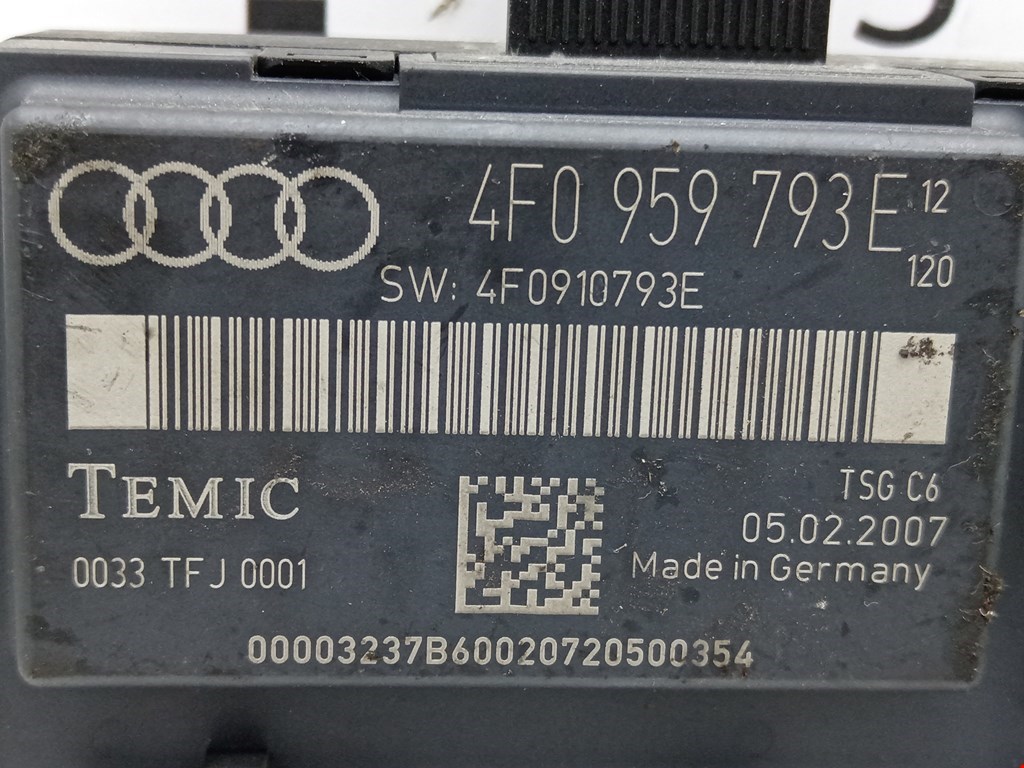 4F0 959 793E 12
120
SW: 4F0910793E
TEMIC
TSG C6
05.02.2007
0033 TFJ 0001
Made in Germany
00003237B60020720500354